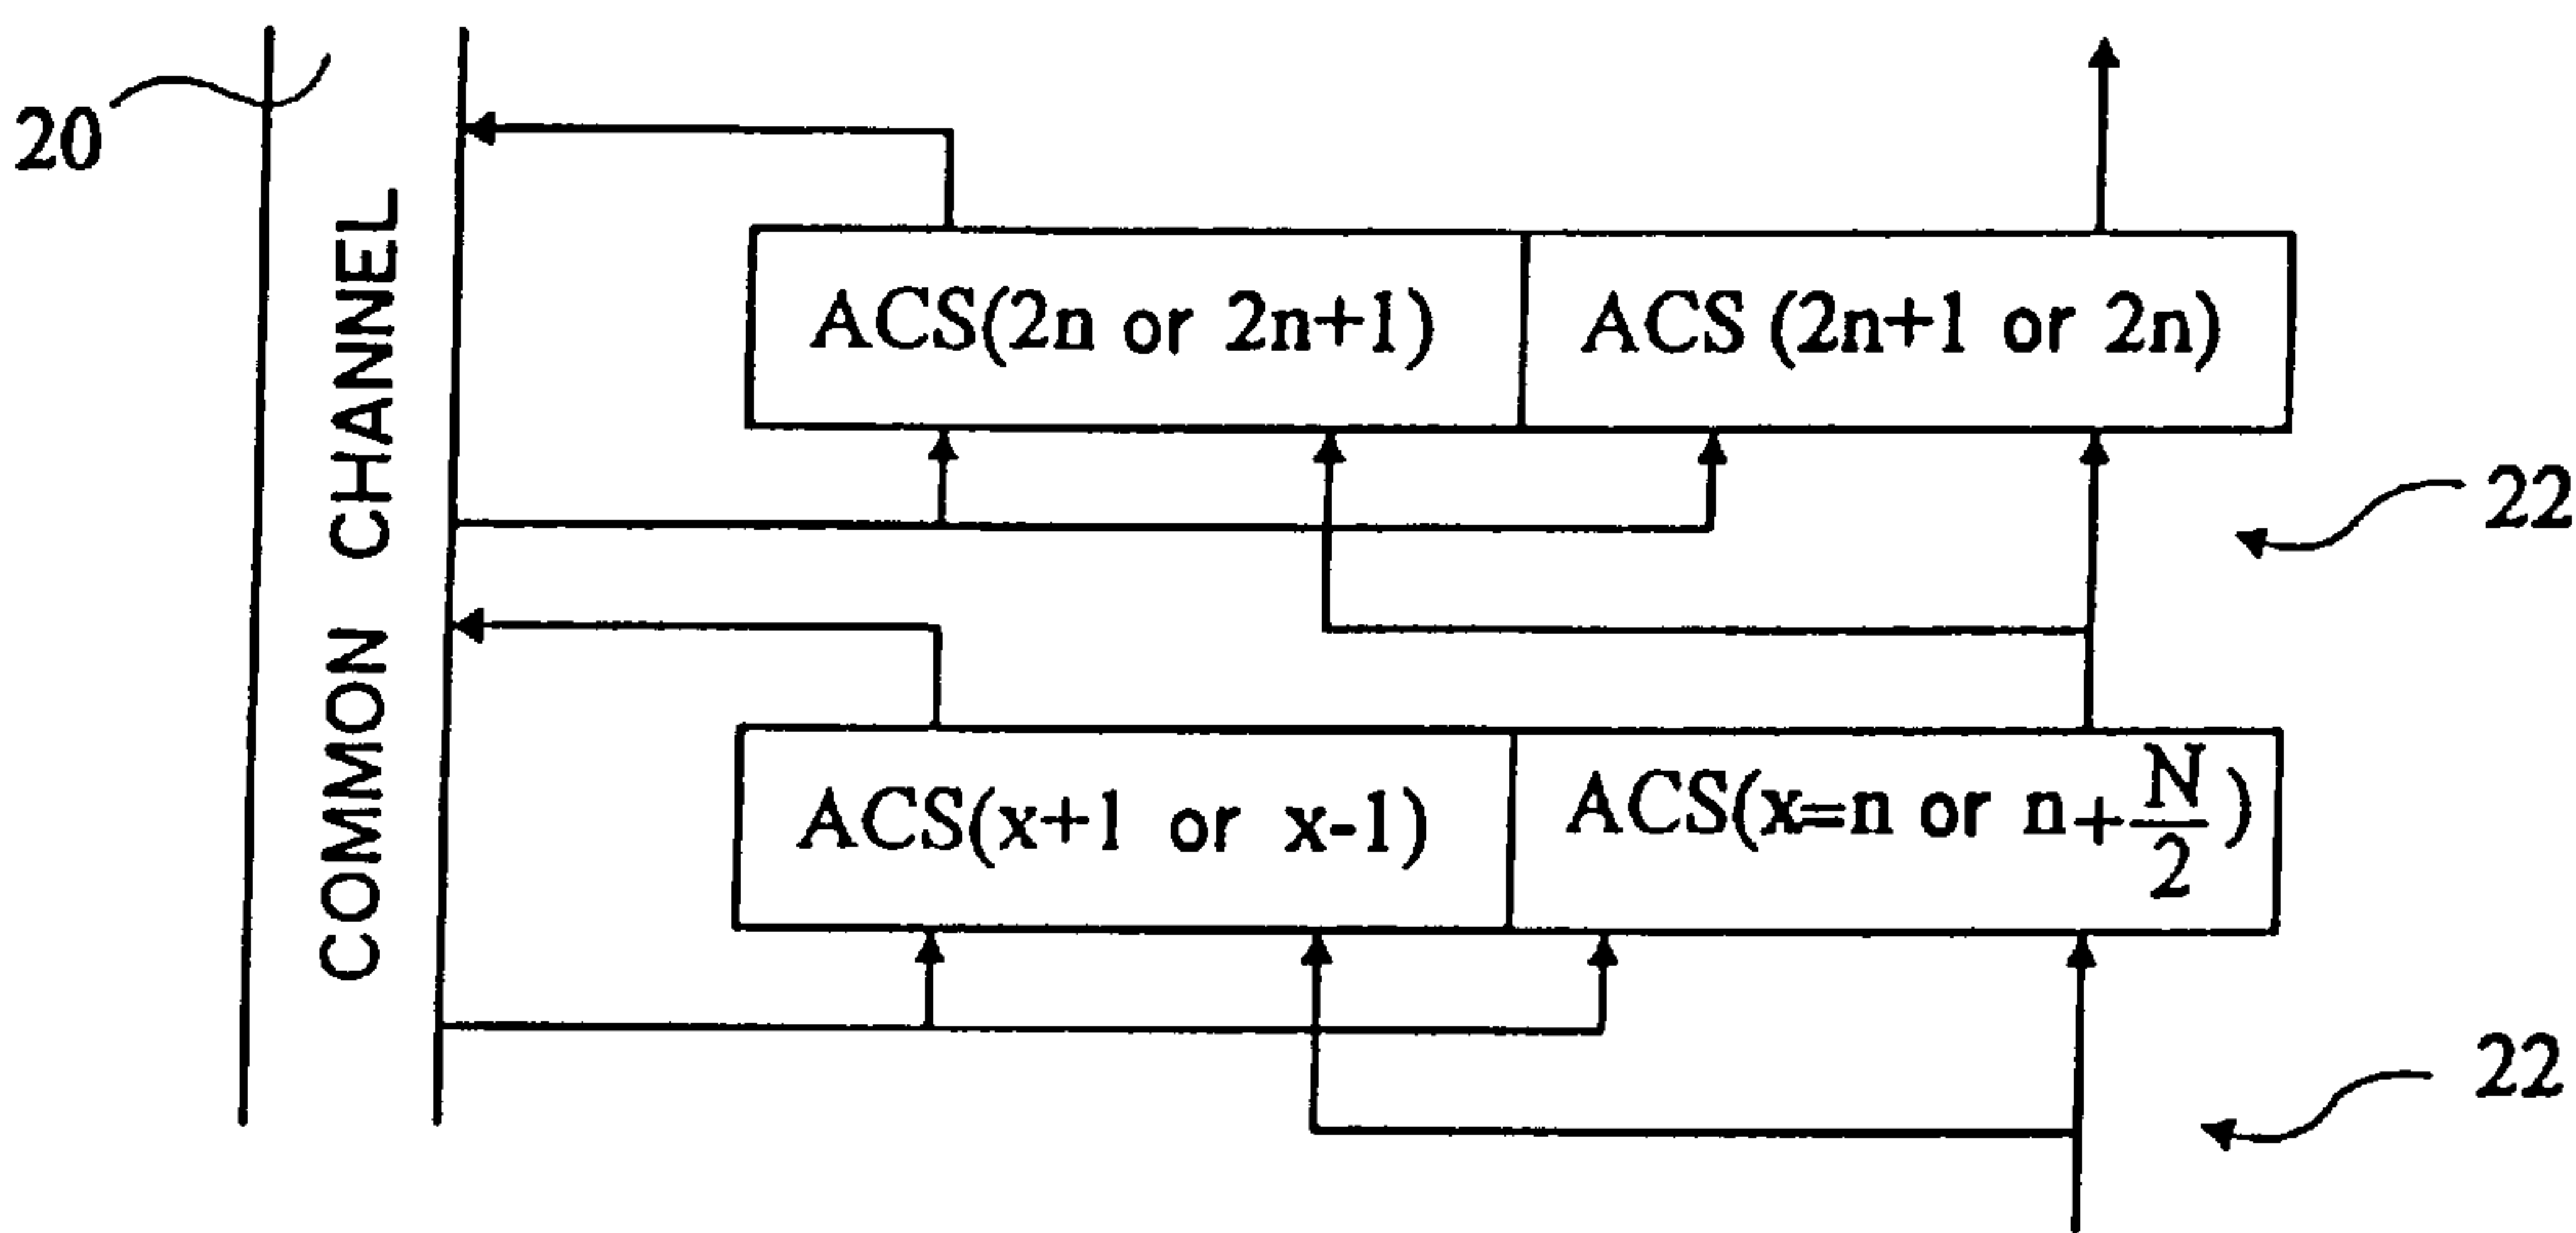 20
COMMON CHANNEL
ACS(2n or 2n+1)
ACS (2n+1 or 2n)
22
ACS(x+1 or x-1)
ACS(x=n or n+N/2)
22